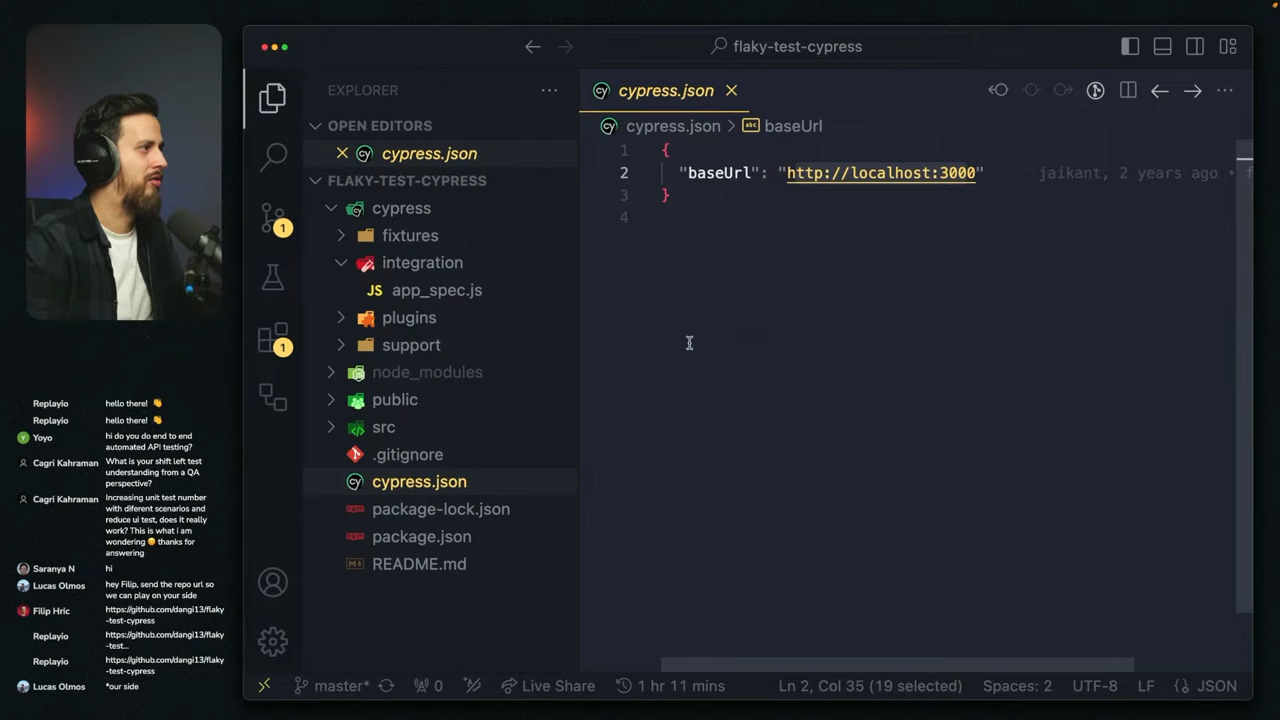 flaky-test-cypress
EXPLORER
OPEN EDITORS
cypress.json
FLAKY-TEST-CYPRESS
cypress
fixtures
integration
JS app_spec.js
plugins
support
node_modules
public
src
.gitignore
cypress.json
package-lock.json
package.json
README.md
1
1
cypress.json
cypress.json > abc baseUrl
1 {
2 "baseUrl": "http://localhost:3000" jaikant, 2 years ago • f
3 }
4
Replayio hello there! 👋
Replayio hello there! 👋
Y Yoyo hi do you do end to end
automated API testing?
Cagri Kahraman What is your shift left test
understanding from a QA
perspective?
Cagri Kahraman Increasing unit test number
with diferent scenarios and
reduce ui test, does it really
work? This is what i am
wondering 😊 thanks for
answering
Saranya N hi
Lucas Olmos hey Filip, send the repo url so
we can play on your side
Filip Hric https://github.com/dangi13/flaky
-test-cypress
Replayio https://github.com/dangi13/flaky
-test...
Replayio https://github.com/dangi13/flaky
-test-cypress
Lucas Olmos *our side
master* 0 Live Share 1 hr 11 mins Ln 2, Col 35 (19 selected) Spaces: 2 UTF-8 LF {} JSON